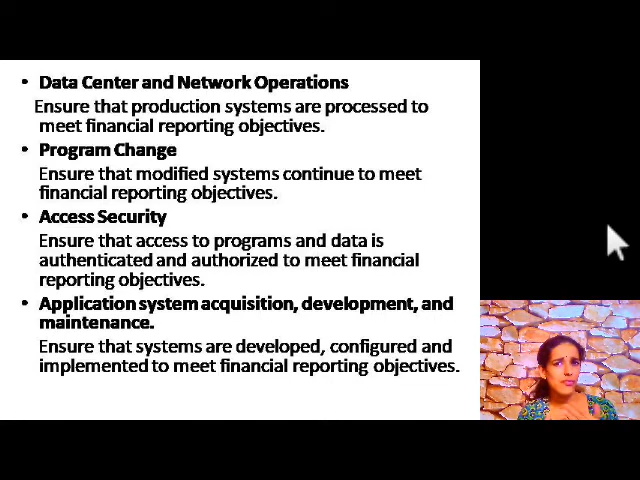 • Data Center and Network Operations
Ensure that production systems are processed to
meet financial reporting objectives.
• Program Change
Ensure that modified systems continue to meet
financial reporting objectives.
• Access Security
Ensure that access to programs and data is
authenticated and authorized to meet financial
reporting objectives.
• Application system acquisition, development, and
maintenance.
Ensure that systems are developed, configured and
implemented to meet financial reporting objectives.